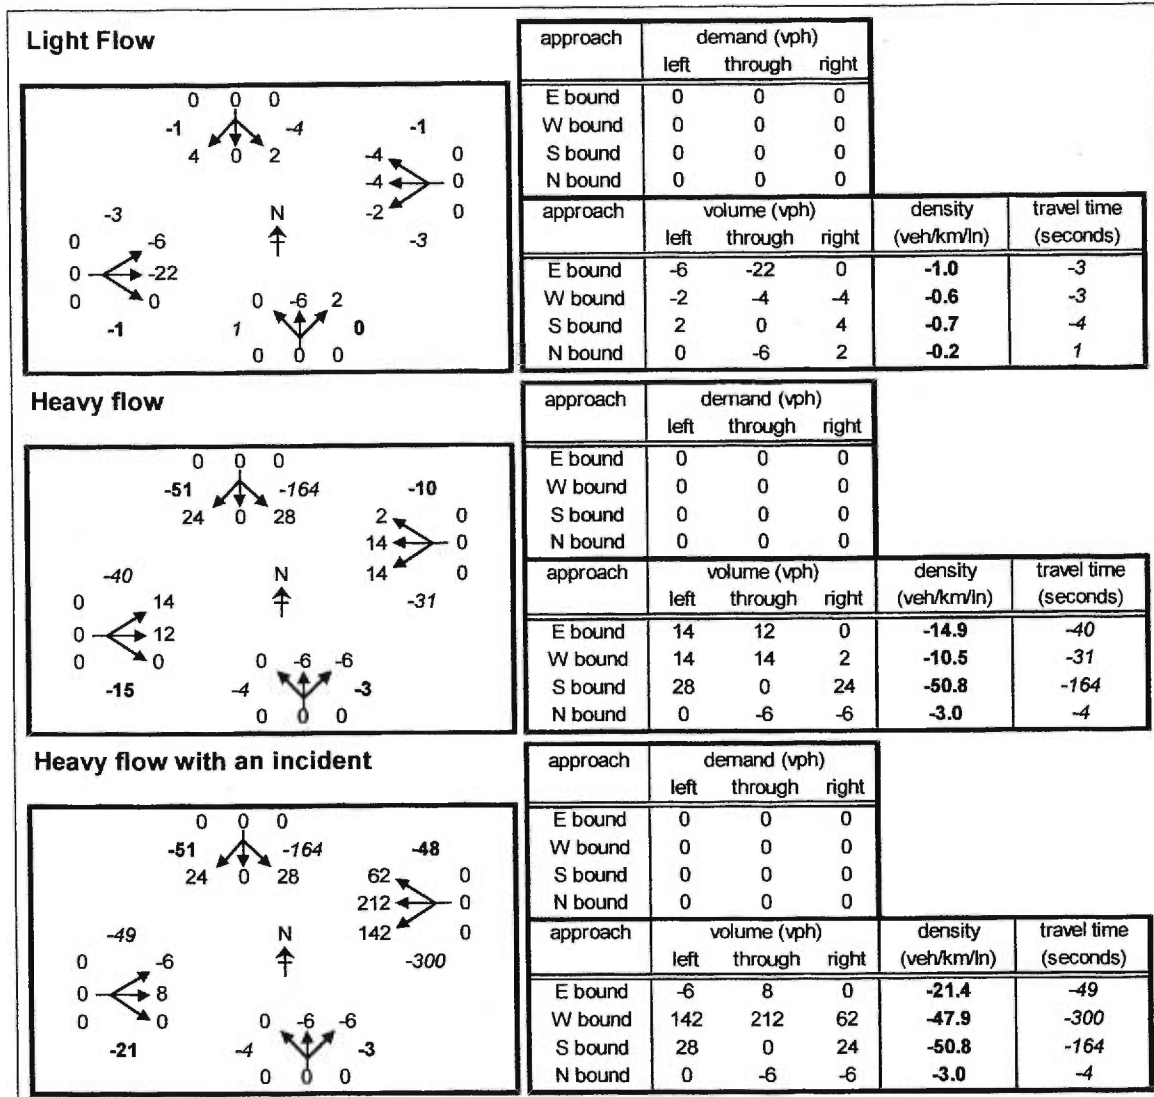 Light Flow
0 0 0
-1 -4
4 0 2
-1
-4 0
-4 0
-2 0
-3
-3
0 -6
0 -22
0 0
-1
N
0 -6 2
1 0
0 0 0
approach demand (vph)
left through right
E bound 0 0 0
W bound 0 0 0
S bound 0 0 0
N bound 0 0 0
approach volume (vph) density travel time
left through right (veh/km/ln) (seconds)
E bound -6 -22 0 -1.0 -3
W bound -2 -4 -4 -0.6 -3
S bound 2 0 4 -0.7 -4
N bound 0 -6 2 -0.2 1
Heavy flow
0 0 0
-51 -164
24 0 28
-10
2 0
14 0
14 0
-31
-40
0 14
0 12
0 0
-15
N
0 -6 -6
-4 -3
0 0 0
approach demand (vph)
left through right
E bound 0 0 0
W bound 0 0 0
S bound 0 0 0
N bound 0 0 0
approach volume (vph) density travel time
left through right (veh/km/ln) (seconds)
E bound 14 12 0 -14.9 -40
W bound 14 14 2 -10.5 -31
S bound 28 0 24 -50.8 -164
N bound 0 -6 -6 -3.0 -4
Heavy flow with an incident
0 0 0
-51 -164
24 0 28
-48
62 0
212 0
142 0
-300
-49
0 -6
0 8
0 0
-21
N
0 -6 -6
-4 -3
0 0 0
approach demand (vph)
left through right
E bound 0 0 0
W bound 0 0 0
S bound 0 0 0
N bound 0 0 0
approach volume (vph) density travel time
left through right (veh/km/ln) (seconds)
E bound -6 8 0 -21.4 -49
W bound 142 212 62 -47.9 -300
S bound 28 0 24 -50.8 -164
N bound 0 -6 -6 -3.0 -4